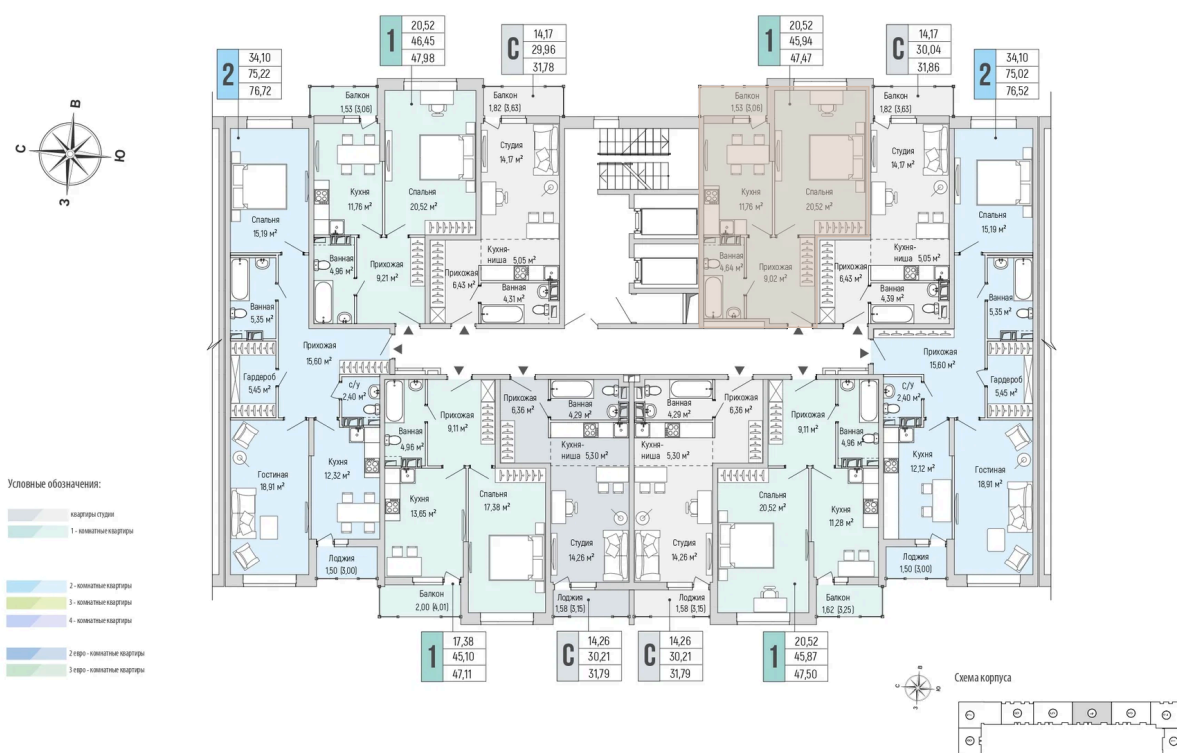 1
20,52
46,45
47,98
С
14,17
29,96
31,78
1
20,52
45,94
47,47
С
14,17
30,04
31,86
2
34,10
75,22
76,72
2
34,10
75,02
76,52
В
С
Ю
З
Балкон
1,53 (3,06)
Балкон
1,82 (3,63)
Балкон
1,53 (3,06)
Балкон
1,82 (3,63)
Спальня
15,19 м²
Кухня
11,76 м²
Спальня
20,52 м²
Студия
14,17 м²
Кухня
11,76 м²
Спальня
20,52 м²
Студия
14,17 м²
Спальня
15,19 м²
Ванная
4,96 м²
Прихожая
9,21 м²
Прихожая
6,43 м²
Кухня-
ниша 5,05 м²
Ванная
4,31 м²
Ванная
4,64 м²
Прихожая
9,02 м²
Прихожая
6,43 м²
Кухня-
ниша 5,05 м²
Ванная
4,39 м²
Ванная
5,35 м²
Ванная
5,35 м²
Прихожая
15,60 м²
Прихожая
15,60 м²
Гардероб
5,45 м²
С/У
2,40 м²
Ванная
4,96 м²
Прихожая
9,11 м²
Прихожая
6,36 м²
Ванная
4,29 м²
Ванная
4,29 м²
Прихожая
6,36 м²
Прихожая
9,11 м²
Ванная
4,96 м²
С/У
2,40 м²
Гардероб
5,45 м²
Гостиная
18,91 м²
Кухня
12,32 м²
Кухня
13,65 м²
Спальня
17,38 м²
Кухня-
ниша 5,30 м²
Студия
14,26 м²
Кухня-
ниша 5,30 м²
Студия
14,26 м²
Спальня
20,52 м²
Кухня
11,28 м²
Кухня
12,12 м²
Гостиная
18,91 м²
Лоджия
1,50 (3,00)
Балкон
2,00 (4,01)
Лоджия
1,58 (3,15)
Лоджия
1,58 (3,15)
Балкон
1,62 (3,25)
Лоджия
1,50 (3,00)
1
17,38
45,10
47,11
С
14,26
30,21
31,79
С
14,26
30,21
31,79
1
20,52
45,87
47,50
Условные обозначения:
квартиры студии
1 - комнатные квартиры
2 - комнатные квартиры
3 - комнатные квартиры
4 - комнатные квартиры
2 евро - комнатные квартиры
3 евро - комнатные квартиры
В
С
Ю
З
Схема корпуса